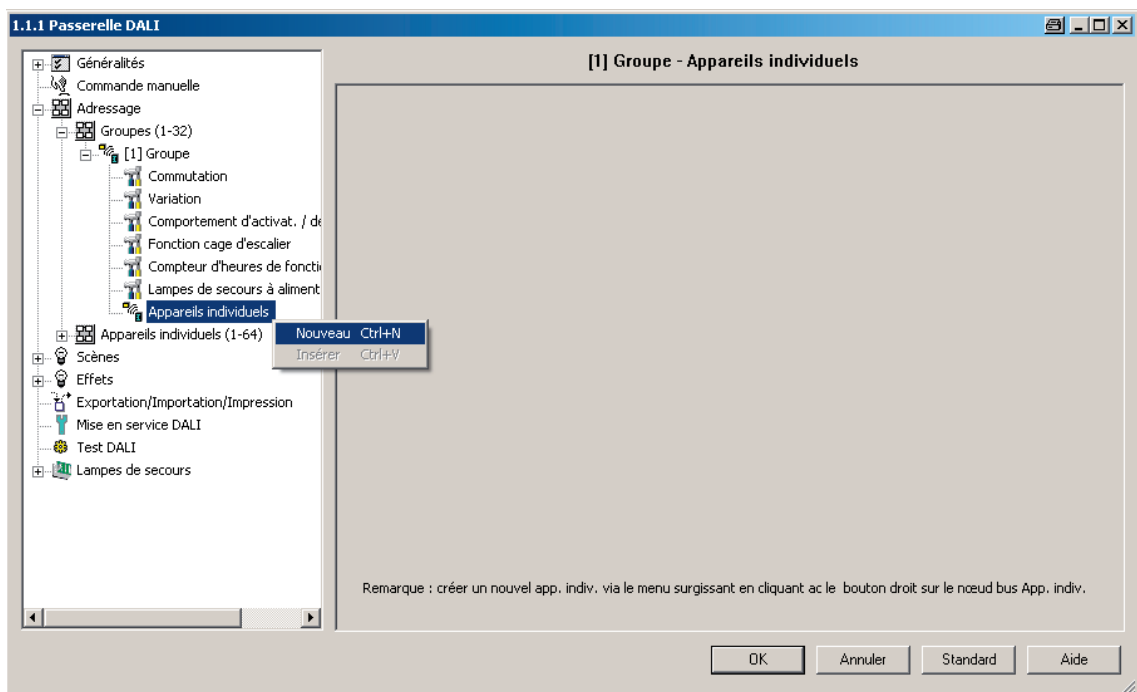 1.1.1 Passerelle DALI
Généralités
Commande manuelle
Adressage
Groupes (1-32)
[1] Groupe
Commutation
Variation
Comportement d'activat. / de
Fonction cage d'escalier
Compteur d'heures de foncti
Lampes de secours à aliment
Appareils individuels
Appareils individuels (1-64)
Scènes
Effets
Exportation/Importation/Impression
Mise en service DALI
Test DALI
Lampes de secours
Nouveau Ctrl+N
Insérer Ctrl+V
[1] Groupe - Appareils individuels
Remarque : créer un nouvel app. indiv. via le menu surgissant en cliquant ac le bouton droit sur le nœud bus App. indiv.
OK Annuler Standard Aide